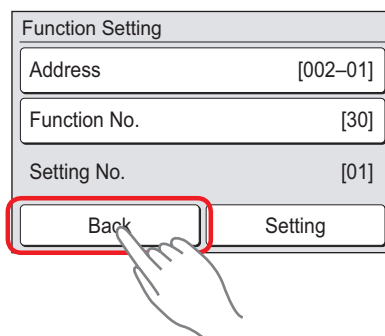 Function Setting
Address [002–01]
Function No. [30]
Setting No. [01]
Back Setting